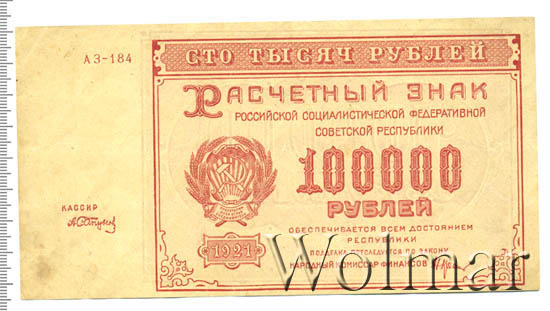 АЗ-184
СТО ТЫСЯЧ РУБЛЕЙ
РАСЧЕТНЫЙ ЗНАК
РОССИЙСКОЙ СОЦИАЛИСТИЧЕСКОЙ ФЕДЕРАТИВНОЙ
СОВЕТСКОЙ РЕСПУБЛИКИ
100000
РУБЛЕЙ
1921
ОБЕСПЕЧИВАЕТСЯ ВСЕМ ДОСТОЯНИЕМ
РЕСПУБЛИКИ
ПОДДЕЛКА ПРЕСЛЕДУЕТСЯ ПО ЗАКОНУ
НАРОДНЫЙ КОМИССАР ФИНАНСОВ
КАССИР
Wolmar